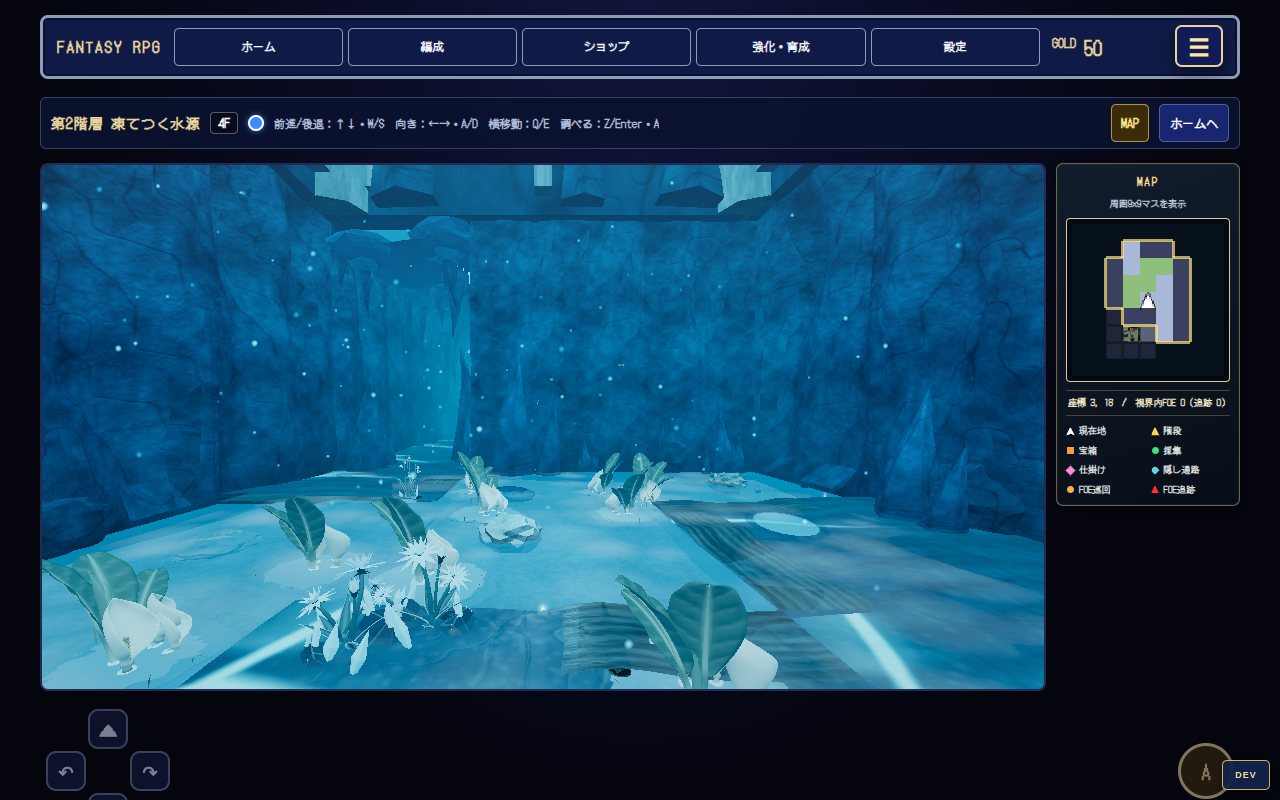 FANTASY RPG
ホーム
編成
ショップ
強化・育成
設定
GOLD 50
第2階層 凍てつく水源
4F
前進/後退：↑↓・W/S 向き：←→・A/D 横移動：Q/E 調べる：Z/Enter・A
MAP
ホームへ
MAP
周囲9x9マスを表示
座標 3, 18 / 視界内FOE 0 (追跡 0)
現在地
階段
宝箱
採集
仕掛け
隠し通路
FOE巡回
FOE追跡
A
DEV